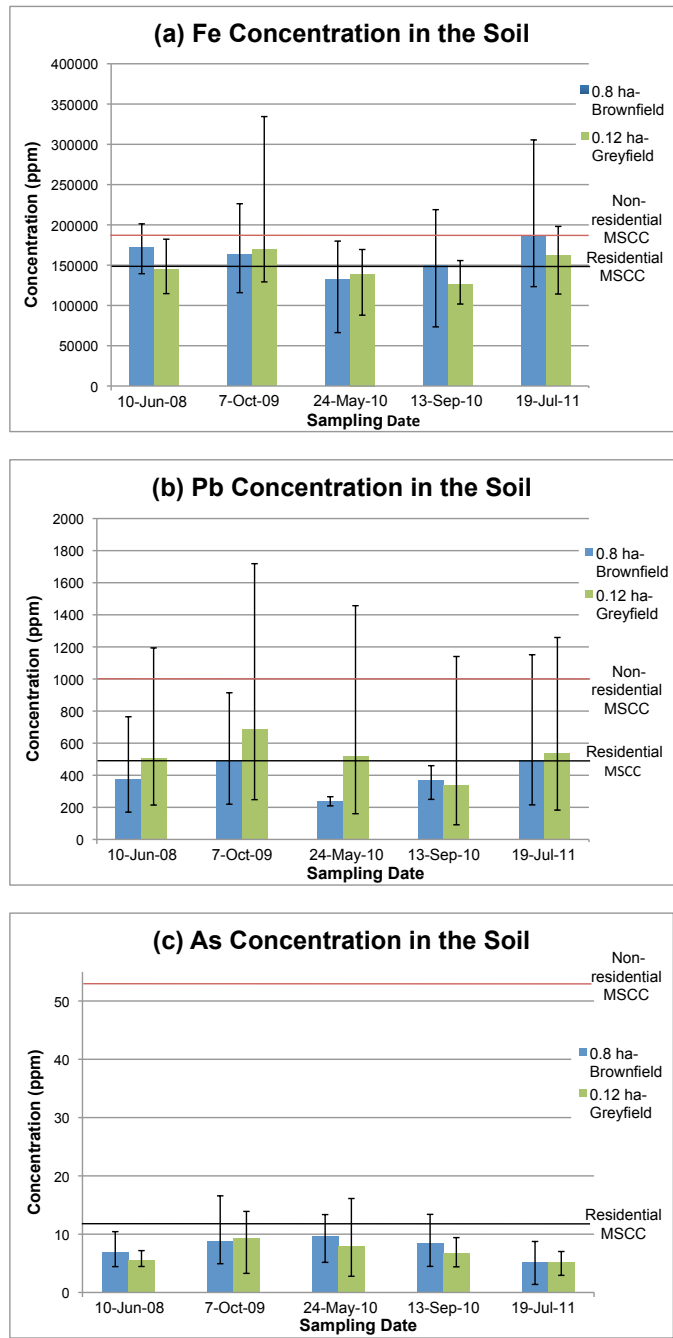 (a) Fe Concentration in the Soil
400000
350000
300000
250000
200000
150000
100000
50000
0
Concentration (ppm)
0.8 ha-
Brownfield
0.12 ha-
Greyfield
Non-
residential
MSCC
Residential
MSCC
10-Jun-08 7-Oct-09 24-May-10 13-Sep-10 19-Jul-11
Sampling Date
(b) Pb Concentration in the Soil
2000
1800
1600
1400
1200
1000
800
600
400
200
0
Concentration (ppm)
0.8 ha-
Brownfield
0.12 ha-
Greyfield
Non-
residential
MSCC
Residential
MSCC
10-Jun-08 7-Oct-09 24-May-10 13-Sep-10 19-Jul-11
Sampling Date
(c) As Concentration in the Soil
50
40
30
20
10
0
Concentration (ppm)
Non-
residential
MSCC
0.8 ha-
Brownfield
0.12 ha-
Greyfield
Residential
MSCC
10-Jun-08 7-Oct-09 24-May-10 13-Sep-10 19-Jul-11
Sampling Date